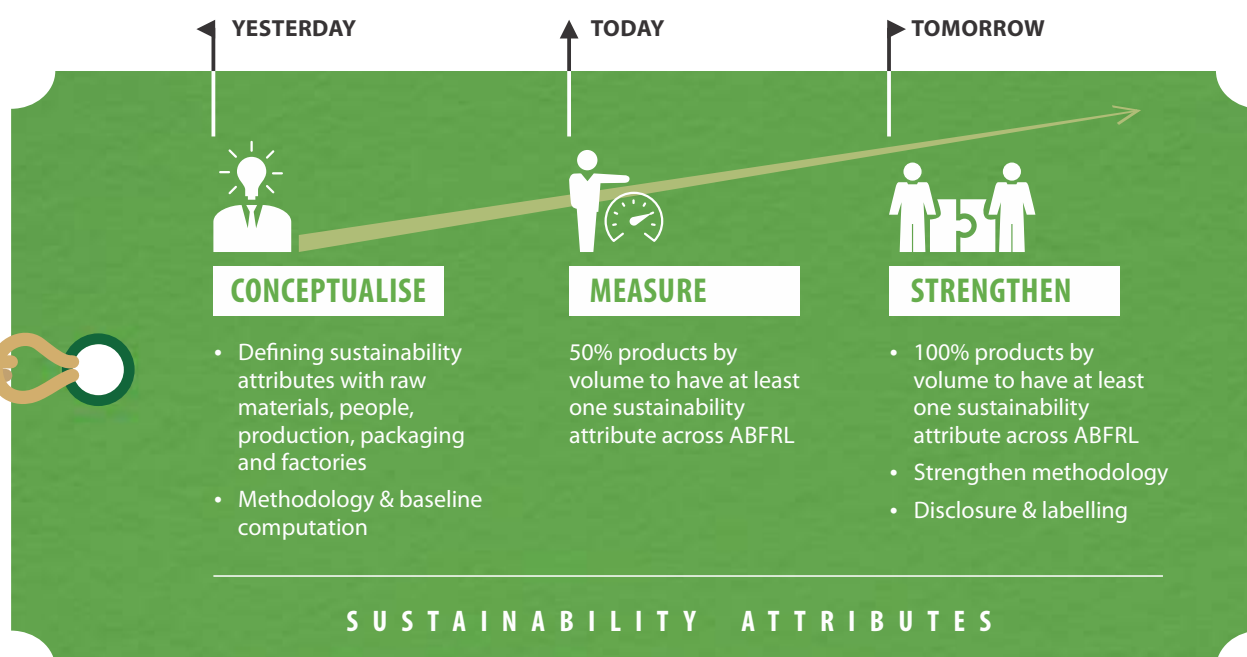 YESTERDAY
TODAY
TOMORROW
CONCEPTUALISE
• Defining sustainability
attributes with raw
materials, people,
production, packaging
and factories
• Methodology & baseline
computation
MEASURE
50% products by
volume to have at least
one sustainability
attribute across ABFRL
STRENGTHEN
• 100% products by
volume to have at least
one sustainability
attribute across ABFRL
• Strengthen methodology
• Disclosure & labelling
SUSTAINABILITY ATTRIBUTES